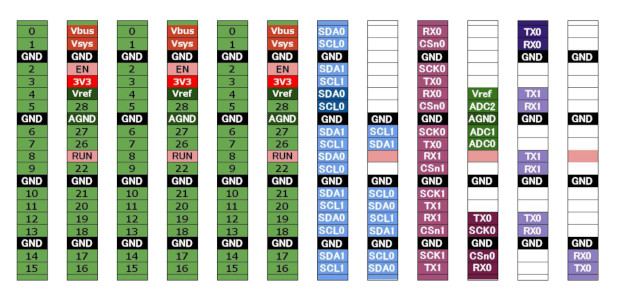 0 Vbus 0 Vbus 0 Vbus SDA0 RX0 TX0
1 Vsys 1 Vsys 1 Vsys SCL0 CSn0 RX0
GND GND GND GND GND GND GND GND GND GND
2 EN 2 EN 2 EN SDA1 SCK0
3 3V3 3 3V3 3 3V3 SCL1 TX0
4 Vref 4 Vref 4 Vref SDA0 RX0 Vref TX1
5 28 5 28 5 28 SCL0 CSn0 ADC2 RX1
GND AGND GND AGND GND AGND GND GND GND AGND GND GND
6 27 6 27 6 27 SDA1 SCL1 SCK0 ADC1
7 26 7 26 7 26 SCL1 SDA1 TX0 ADC0
8 RUN 8 RUN 8 RUN SDA0 RX1 TX1
9 22 9 22 9 22 SCL0 CSn1 RX1
GND GND GND GND GND GND GND GND GND GND GND GND
10 21 10 21 10 21 SDA1 SCL0 SCK1
11 20 11 20 11 20 SCL1 SDA0 TX1
12 19 12 19 12 19 SDA0 SCL1 RX1 TX0 TX0
13 18 13 18 13 18 SCL0 SDA1 CSn1 SCK0 RX0
GND GND GND GND GND GND GND GND GND GND GND GND
14 17 14 17 14 17 SDA1 SCL0 SCK1 CSn0 RX0
15 16 15 16 15 16 SCL1 SDA0 TX1 RX0 TX0